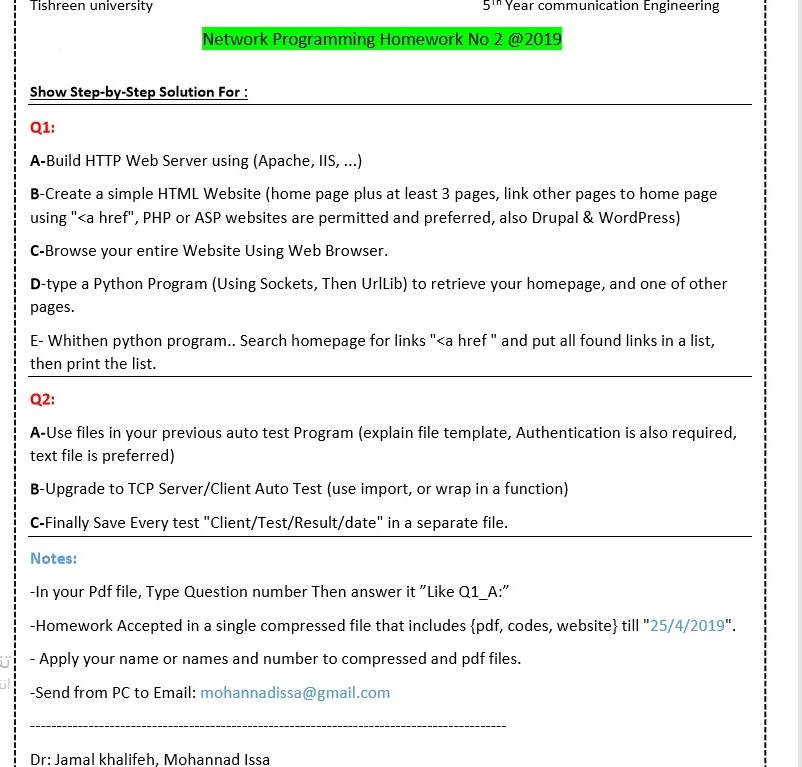 Tishreen university 5th Year communication Engineering
Network Programming Homework No 2 @2019
Show Step-by-Step Solution For :
Q1:
A-Build HTTP Web Server using (Apache, IIS, ...)
B-Create a simple HTML Website (home page plus at least 3 pages, link other pages to home page
using "<a href", PHP or ASP websites are permitted and preferred, also Drupal & WordPress)
C-Browse your entire Website Using Web Browser.
D-type a Python Program (Using Sockets, Then UrlLib) to retrieve your homepage, and one of other
pages.
E- Whithen python program.. Search homepage for links "<a href " and put all found links in a list,
then print the list.
Q2:
A-Use files in your previous auto test Program (explain file template, Authentication is also required,
text file is preferred)
B-Upgrade to TCP Server/Client Auto Test (use import, or wrap in a function)
C-Finally Save Every test "Client/Test/Result/date" in a separate file.
Notes:
-In your Pdf file, Type Question number Then answer it ”Like Q1_A:”
-Homework Accepted in a single compressed file that includes {pdf, codes, website} till "25/4/2019".
- Apply your name or names and number to compressed and pdf files.
-Send from PC to Email: mohannadissa@gmail.com
-----------------------------------------------------------------------------------------------
Dr: Jamal khalifeh, Mohannad Issa